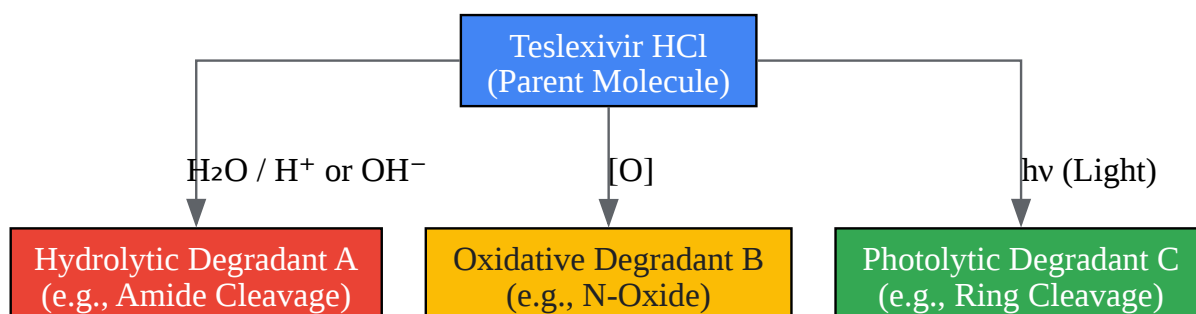 Teslexivir HCl
(Parent Molecule)
H₂O / H⁺ or OH⁻
[O]
hν (Light)
Hydrolytic Degradant A
(e.g., Amide Cleavage)
Oxidative Degradant B
(e.g., N-Oxide)
Photolytic Degradant C
(e.g., Ring Cleavage)